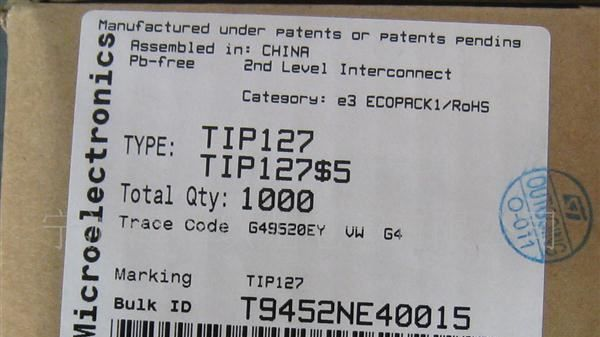 Microelectronics
Manufactured under patents or patents pending
Assembled in: CHINA
Pb-free 2nd Level Interconnect
Category: e3 ECOPACK1/RoHS
TYPE: TIP127
TIP127$5
Total Qty: 1000
Trace Code G49520EY VW G4
Marking TIP127
Bulk ID T9452NE40015